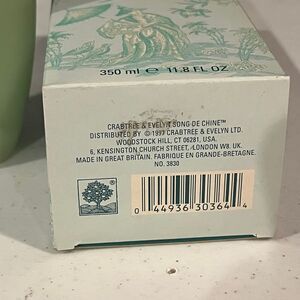 350 ml ℮ 11.8 FL OZ
CRABTREE & EVELYN SONG DE CHINE™
DISTRIBUTED BY © 1997 CRABTREE & EVELYN LTD.
WOODSTOCK HILL, CT 06281, USA.
6, KENSINGTON CHURCH STREET, LONDON W8 UK.
MADE IN GREAT BRITAIN. FABRIQUE EN GRANDE-BRETAGNE.
NO. 3830
®
0 44936 30364 4